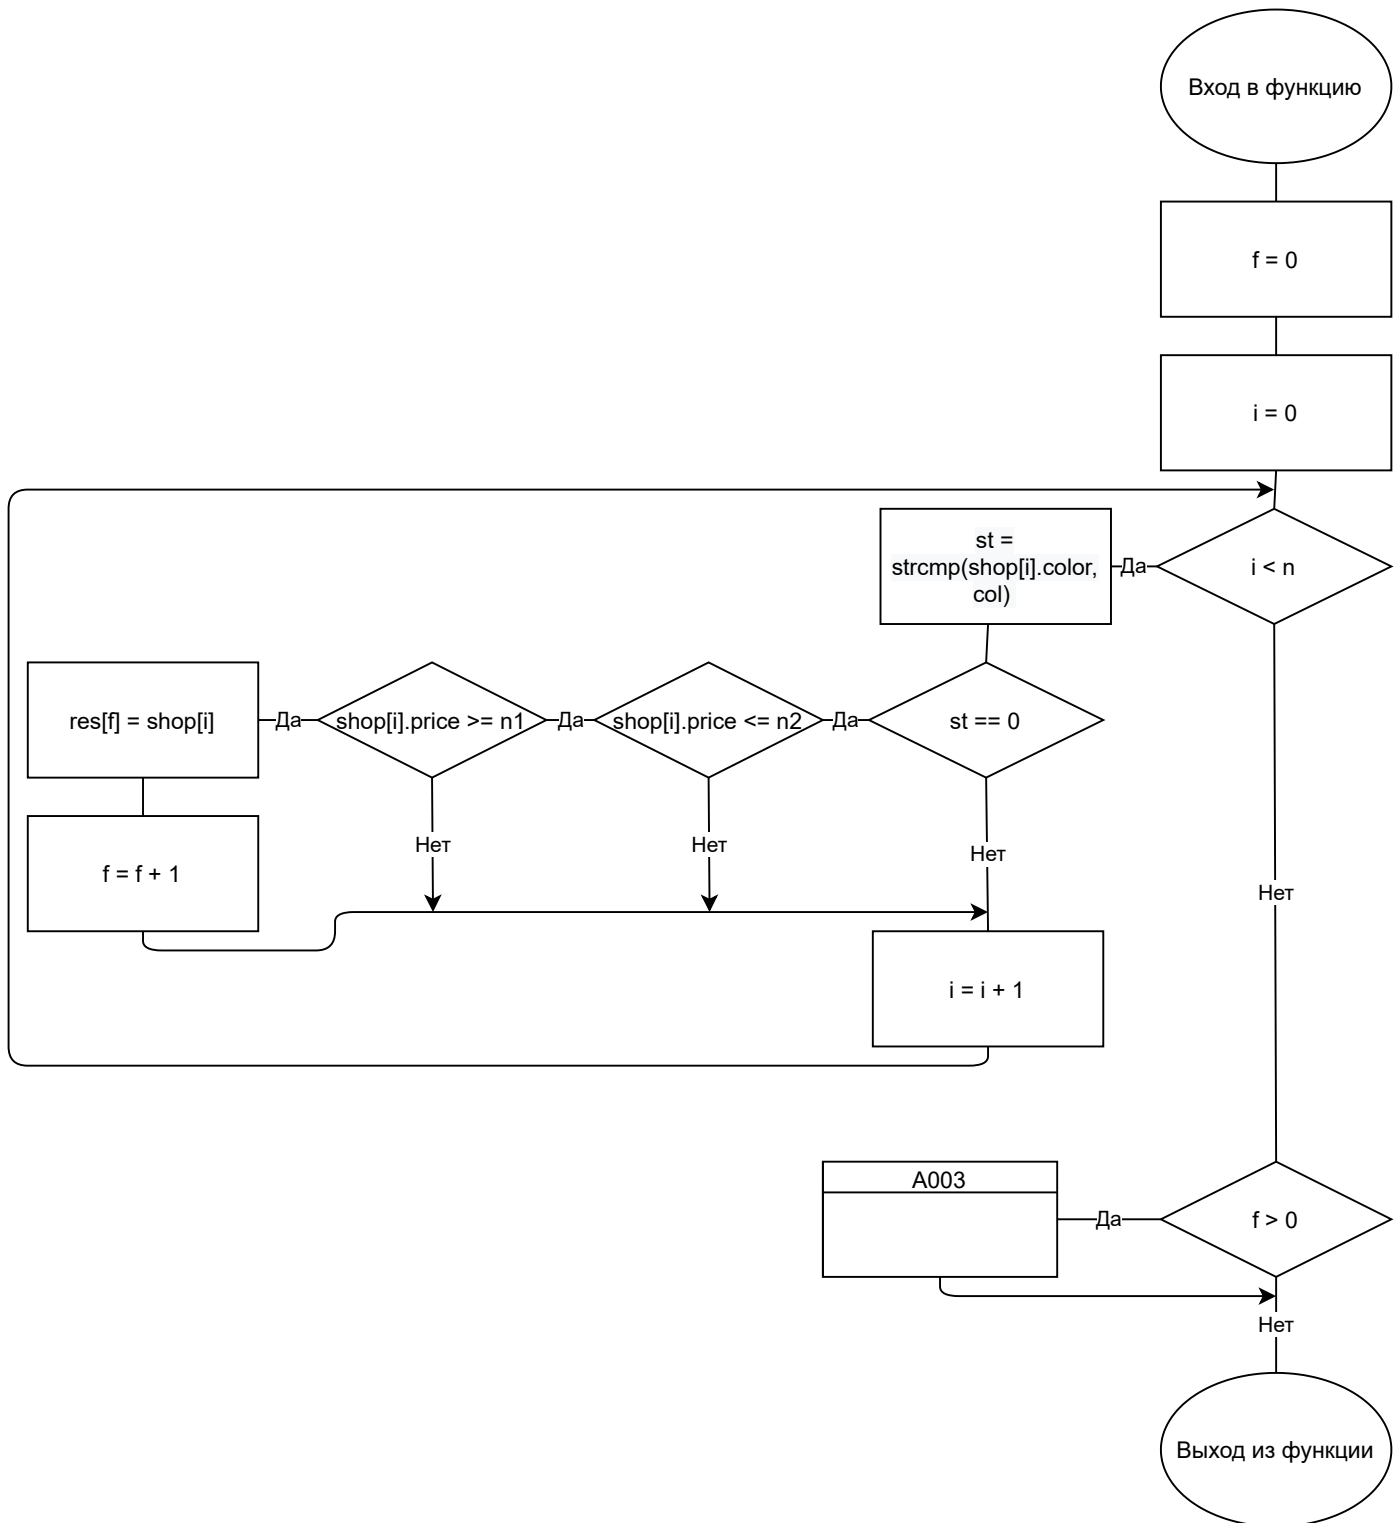 Вход в функцию
f = 0
i = 0
i < n
Да
st =
strcmp(shop[i].color,
col)
st == 0
Да
shop[i].price <= n2
Да
shop[i].price >= n1
Да
res[f] = shop[i]
f = f + 1
Нет
Нет
Нет
i = i + 1
Нет
f > 0
Да
A003
Нет
Выход из функции